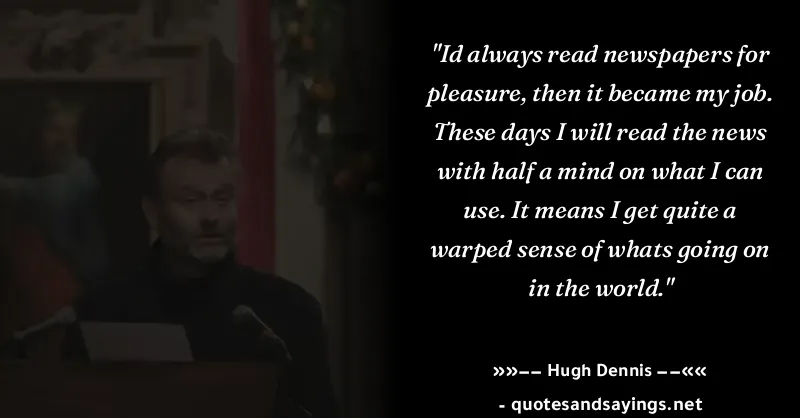 "Id always read newspapers for
pleasure, then it became my job.
These days I will read the news
with half a mind on what I can
use. It means I get quite a
warped sense of whats going on
in the world."
»»−− Hugh Dennis −−««
- quotesandsayings.net